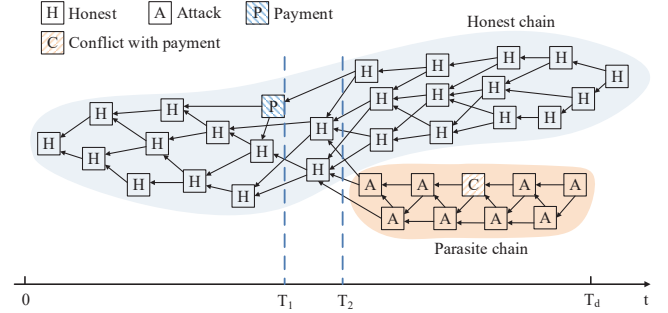 H Honest A Attack P Payment
C Conflict with payment
Honest chain
H H
H H H
H H H H
H H P
H H
H H H H
H H H
H H
H H H
A A C A A
A A A A
Parasite chain
0 T1 T2 Td t